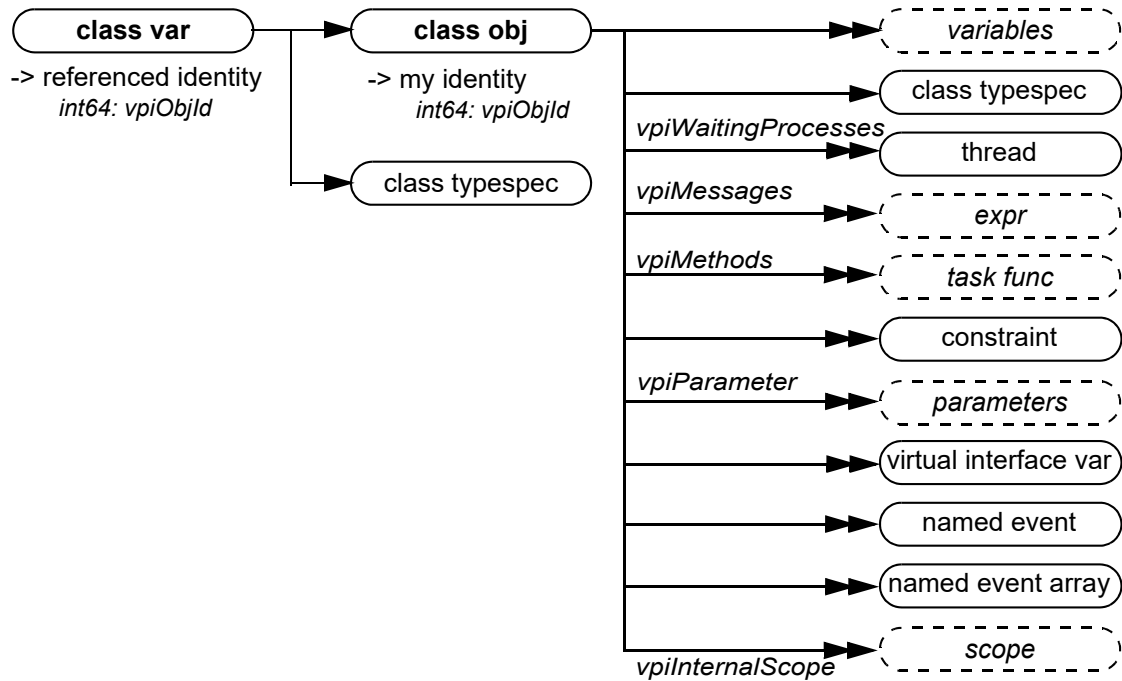 class var
class obj
variables
-> referenced identity
int64: vpiObjId
-> my identity
int64: vpiObjId
class typespec
vpiWaitingProcesses
thread
class typespec
vpiMessages
expr
vpiMethods
task func
constraint
vpiParameter
parameters
virtual interface var
named event
named event array
vpiInternalScope
scope